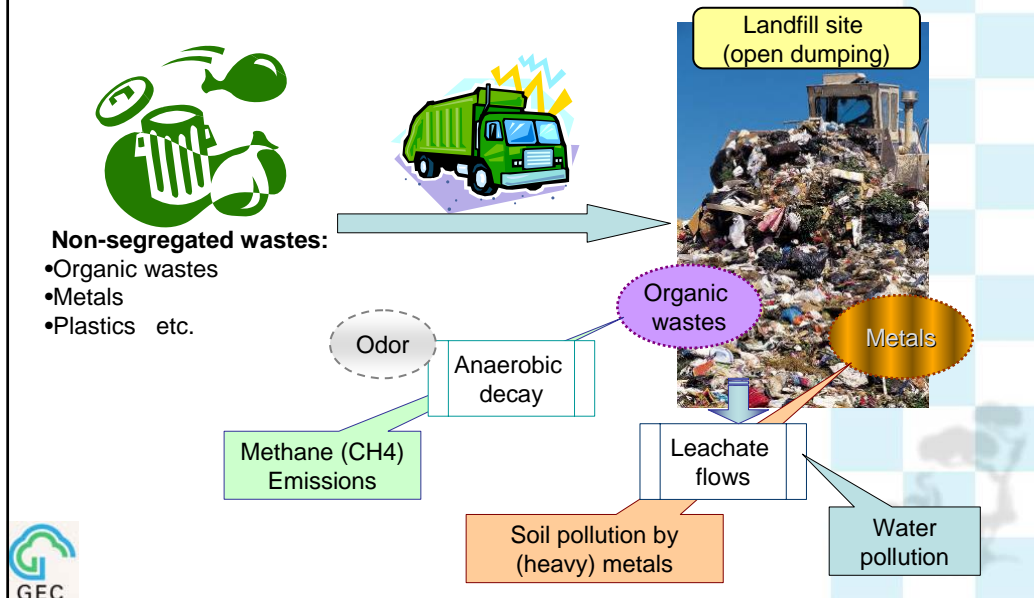 Landfill site
(open dumping)
Non-segregated wastes:
•Organic wastes
•Metals
•Plastics etc.
Organic
wastes
Metals
Odor
Anaerobic
decay
Methane (CH4)
Emissions
Leachate
flows
Soil pollution by
(heavy) metals
Water
pollution
GEC